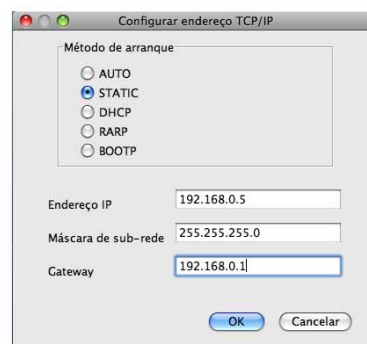 Configurar endereço TCP/IP
Método de arranque
AUTO
STATIC
DHCP
RARP
BOOTP
Endereço IP 192.168.0.5
Máscara de sub-rede 255.255.255.0
Gateway 192.168.0.1
OK Cancelar